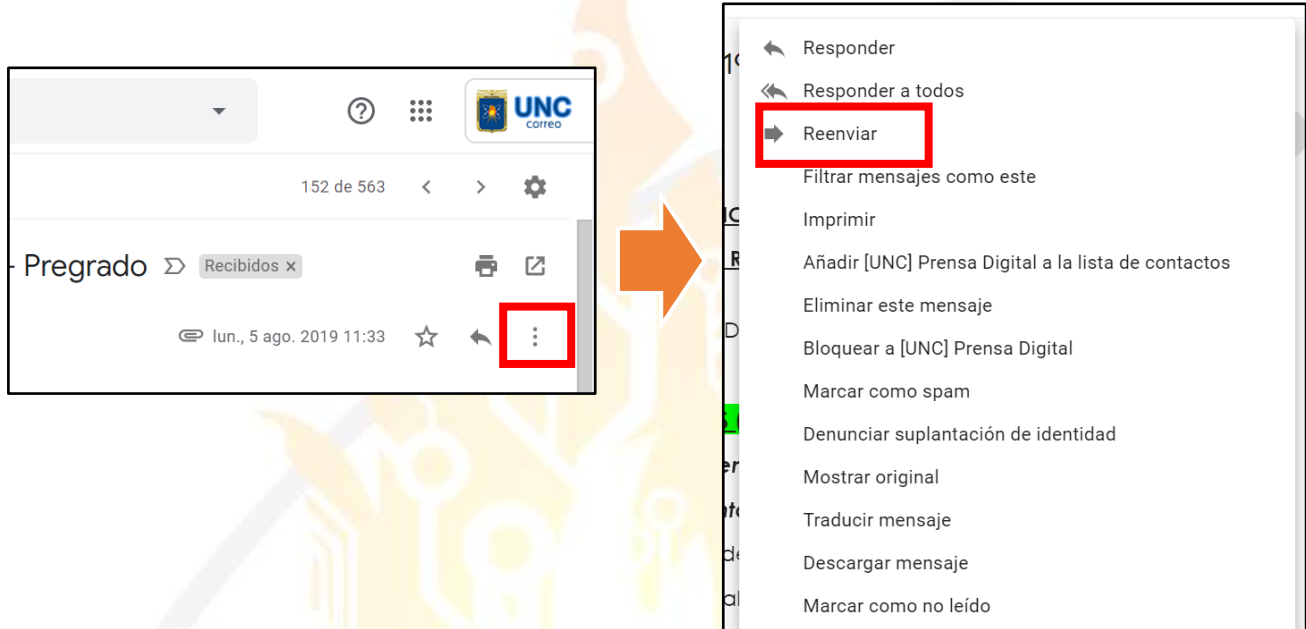 UNC
correo
152 de 563
- Pregrado
Recibidos x
lun., 5 ago. 2019 11:33
Responder
Responder a todos
Reenviar
Filtrar mensajes como este
Imprimir
Añadir [UNC] Prensa Digital a la lista de contactos
Eliminar este mensaje
Bloquear a [UNC] Prensa Digital
Marcar como spam
Denunciar suplantación de identidad
Mostrar original
Traducir mensaje
Descargar mensaje
Marcar como no leído